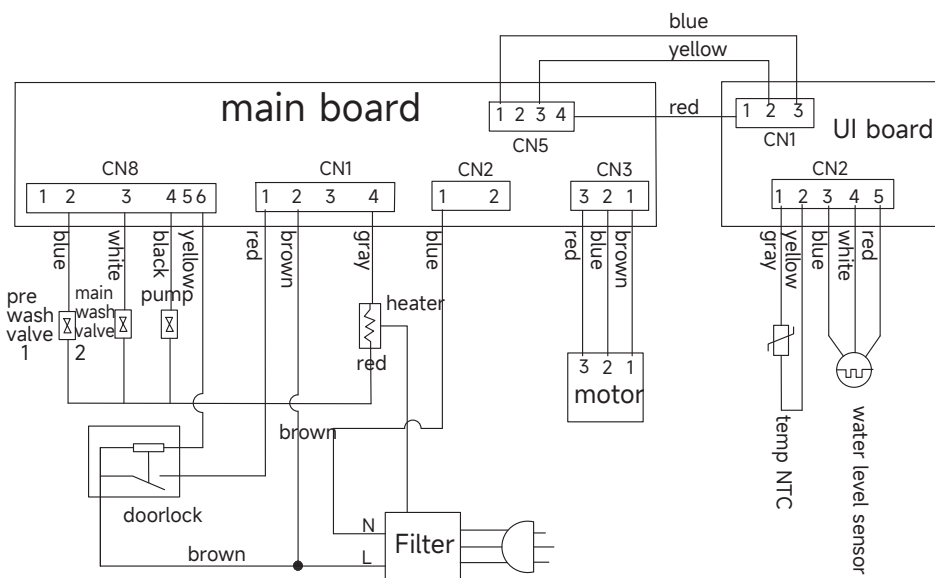 blue
yellow
main board
1 2 3 4
CN5
red
1 2 3
CN1
UI board
CN8
1 2 3 4 5 6
CN1
1 2 3 4
CN2
1 2
CN3
3 2 1
CN2
1 2 3 4 5
blue
white
black
yellow
red
brown
gray
blue
red
blue
brown
gray
yellow
blue
white
red
pre
wash
valve
1
main
wash
valve
2
pump
heater
red
3 2 1
motor
brown
doorlock
temp NTC
water level sensor
N
L
Filter
brown